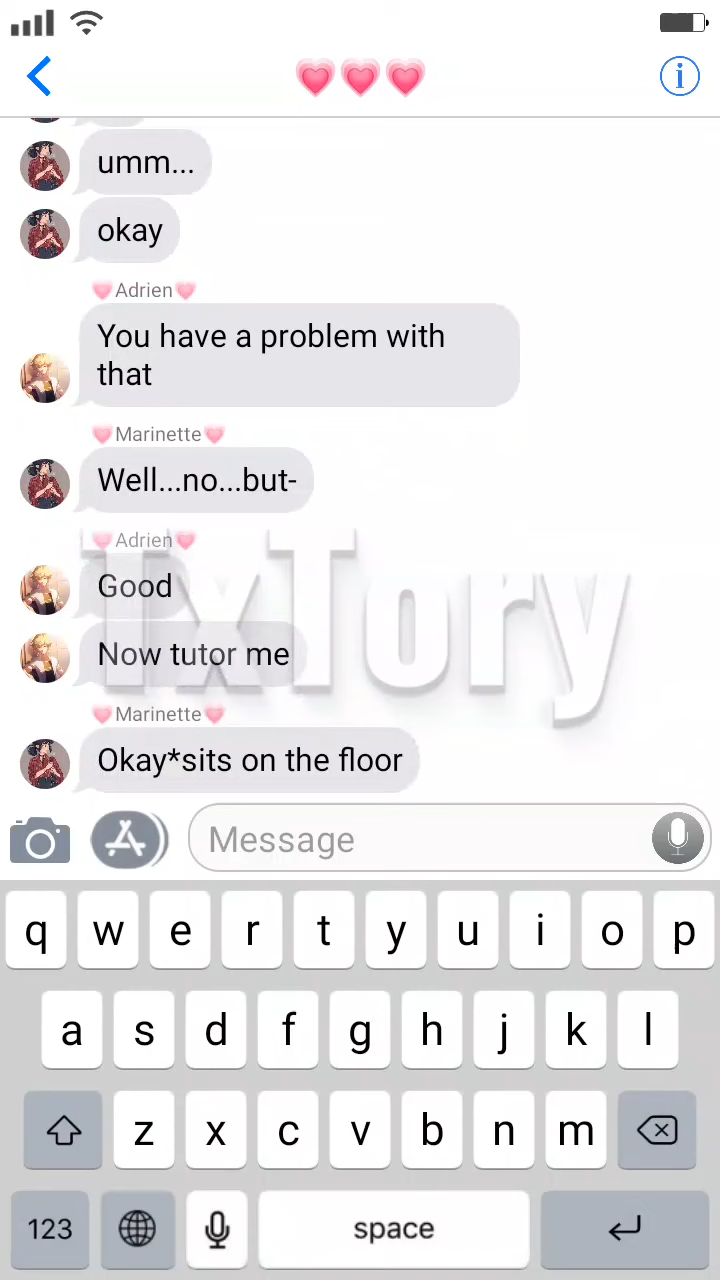 umm...
okay
💗Adrien💗
You have a problem with
that
💗Marinette💗
Well...no...but-
💗Adrien💗
Good
Now tutor me
💗Marinette💗
Okay*sits on the floor
TxTory
Message
q w e r t y u i o p
a s d f g h j k l
z x c v b n m
123 space